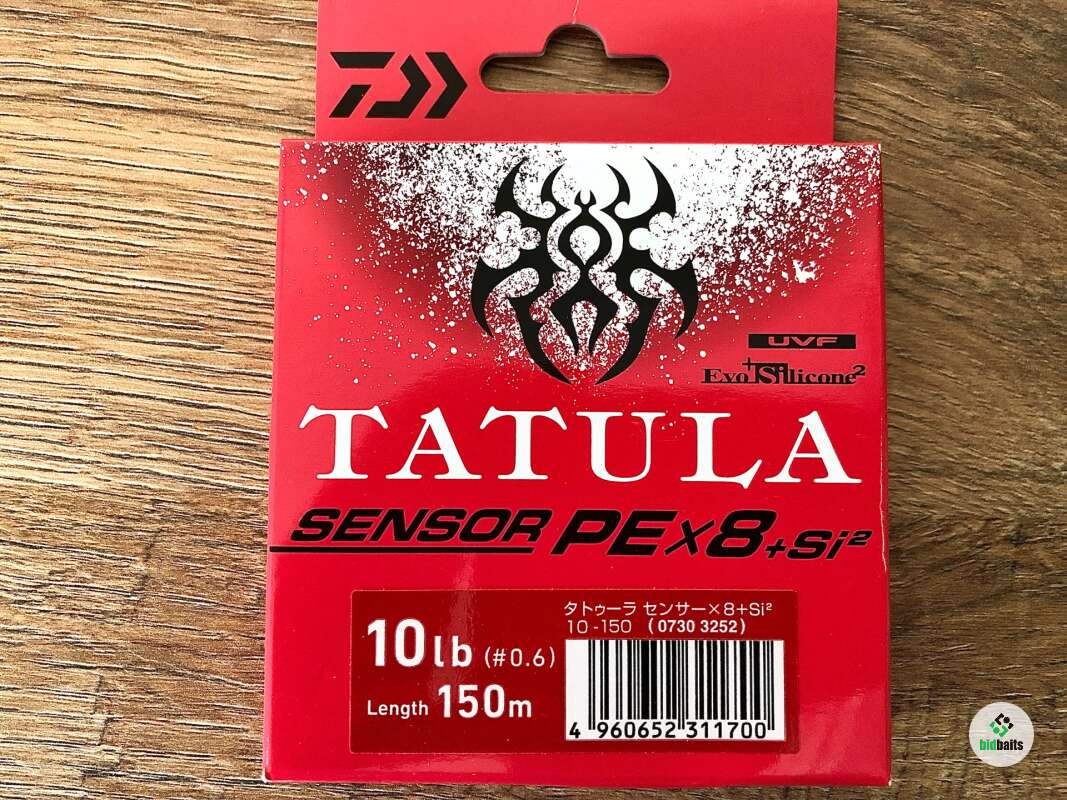 UVF
Evo+Silicone²
TATULA
SENSOR PE×8+Si²
10lb (#0.6)
Length 150m
タトゥーラ センサー×8+Si²
10-150 (0730 3252)
4 960652 311700
bidbaits